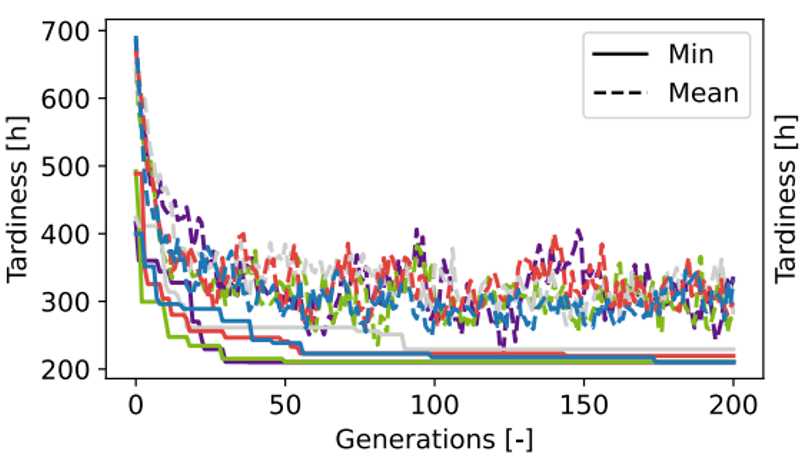 700
600
500
400
300
200
Tardiness [h]
Min
Mean
Tardiness [h]
0
50
100
150
200
Generations [-]